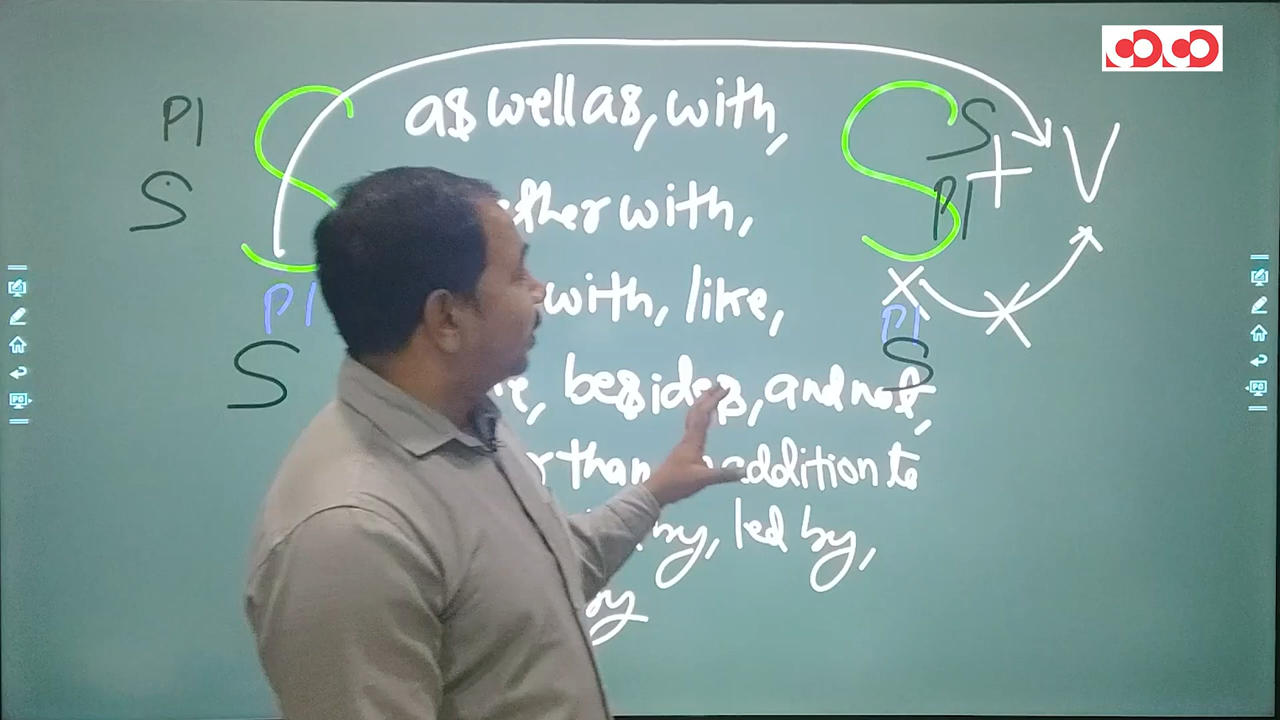 Pl S as well as, with, S S + V
S with, Pl
Pl with, like, Pl
S besides, and not, S
than addition to
by, led by,